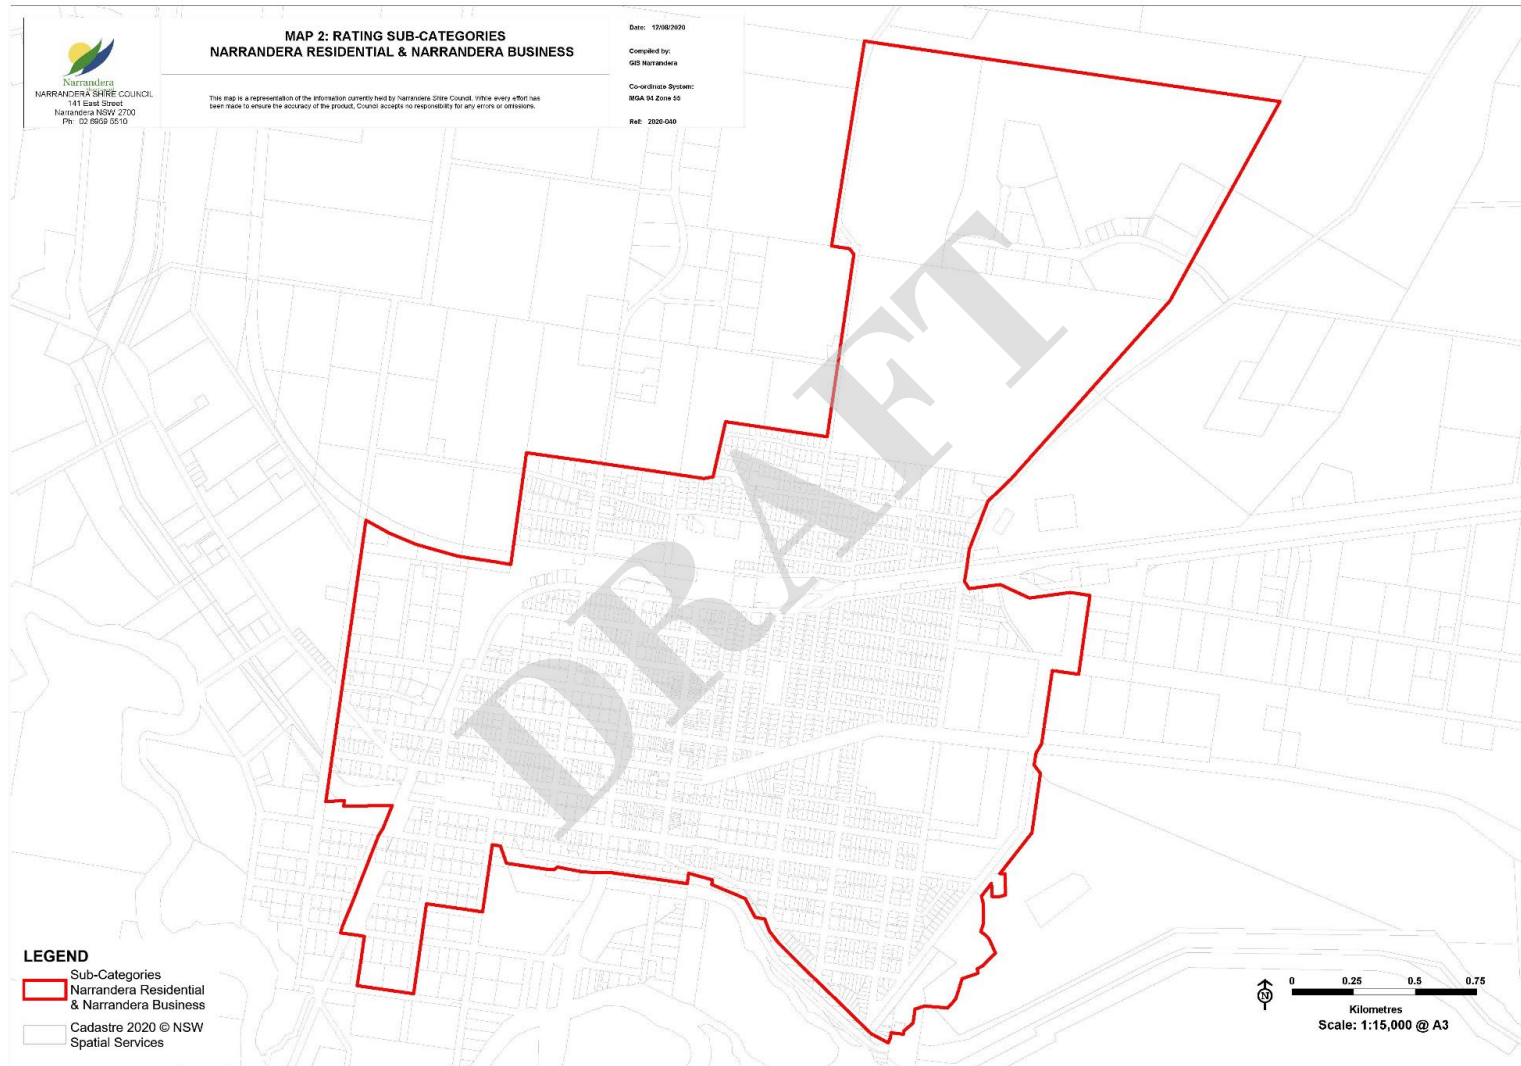 Narrandera
NARRANDERA SHIRE COUNCIL
141 East Street
Narrandera NSW 2700
Ph: 02 6959 5510
MAP 2: RATING SUB-CATEGORIES
NARRANDERA RESIDENTIAL & NARRANDERA BUSINESS
This map is a representation of the information currently held by Narrandera Shire Council. While every effort has
been made to ensure the accuracy of the product, Council accepts no responsibility for any errors or omissions.
Date: 12/08/2020
Compiled by:
GIS Narrandera
Co-ordinate System:
MGA 94 Zone 55
Ref: 2020-040
DRAFT
LEGEND
Sub-Categories
Narrandera Residential
& Narrandera Business
Cadastre 2020 © NSW
Spatial Services
N
0 0.25 0.5 0.75
Kilometres
Scale: 1:15,000 @ A3